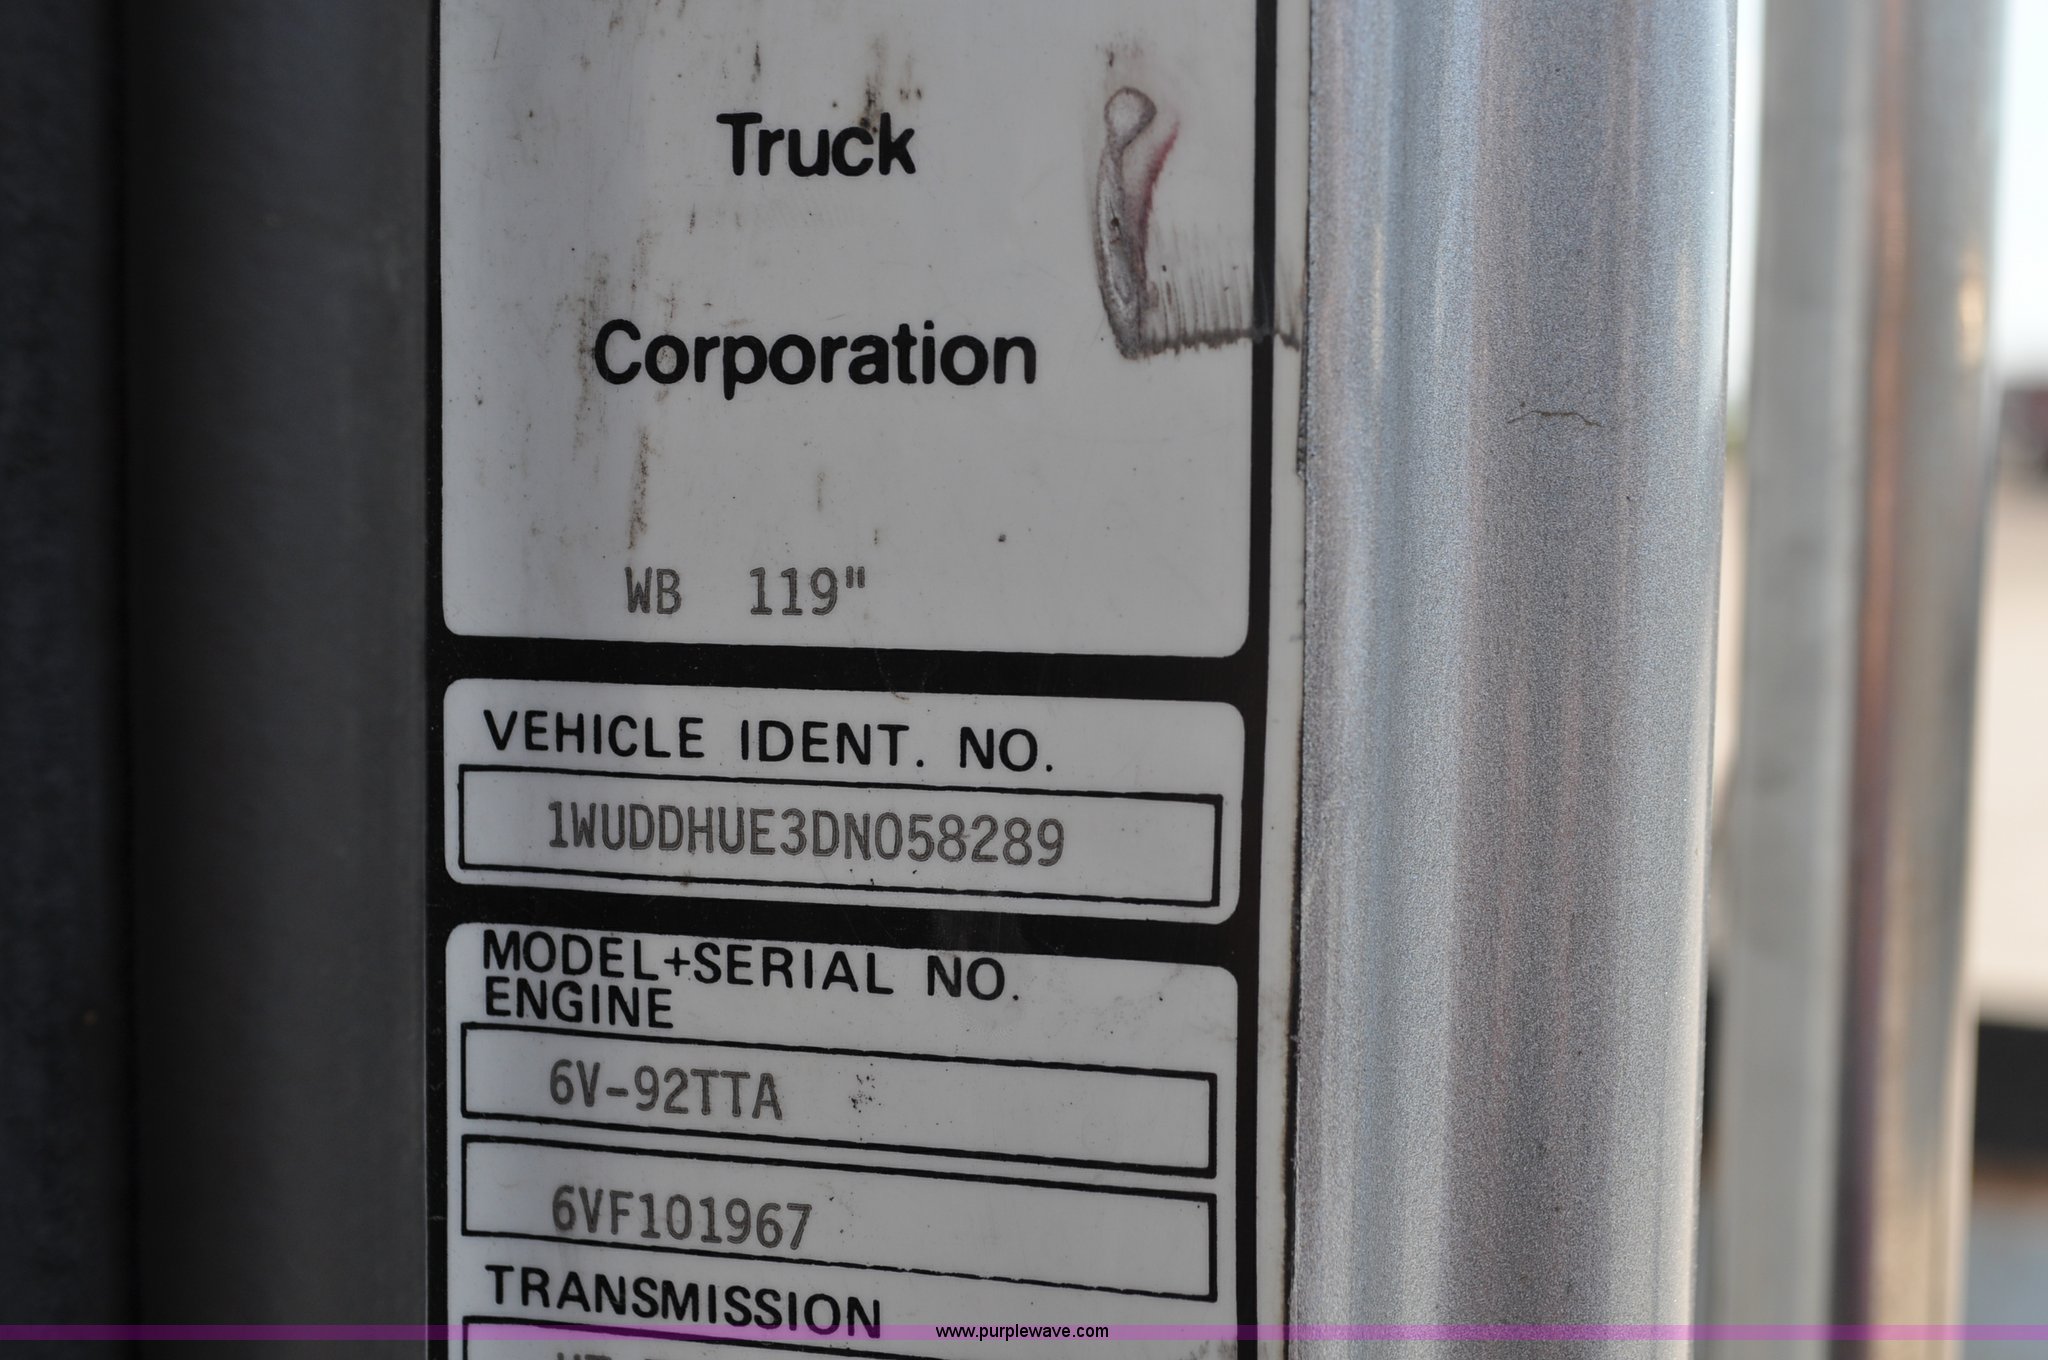 Truck
Corporation
WB 119"
VEHICLE IDENT. NO.
1WUDDHUE3DN058289
MODEL+SERIAL NO.
ENGINE
6V-92TTA
6VF101967
TRANSMISSION
www.purplewave.com